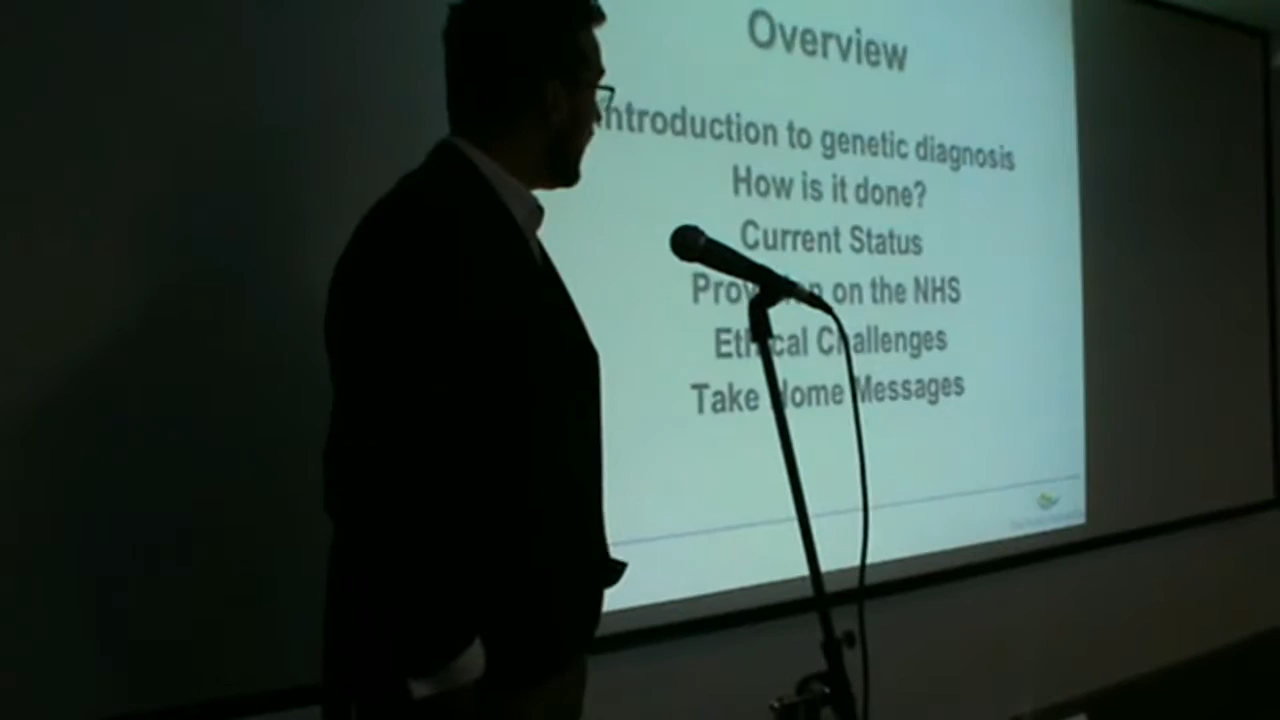 Overview
Introduction to genetic diagnosis
How is it done?
Current Status
Provision on the NHS
Ethical Challenges
Take Home Messages